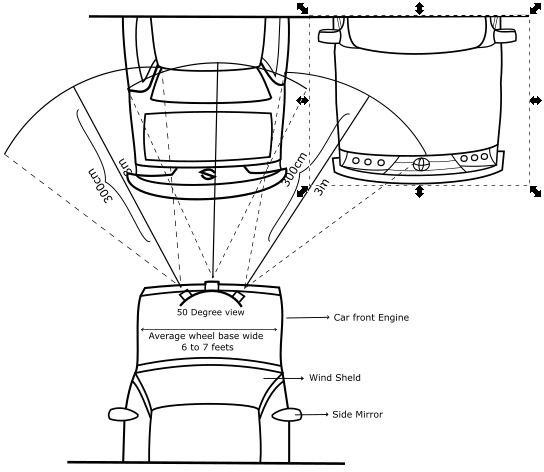 300cm
3m
300cm
3m
50 Degree view
Average wheel base wide
6 to 7 feets
Car front Engine
Wind Sheld
Side Mirror